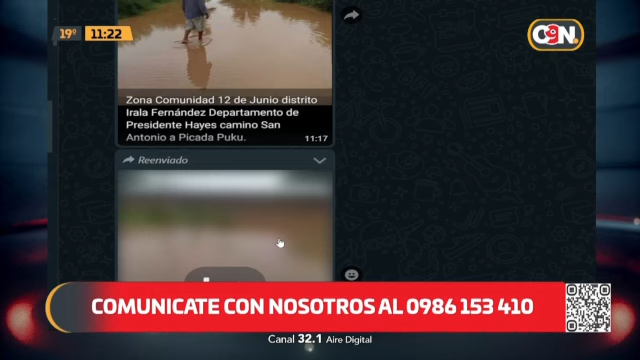 19º 11:22
C9N.
Zona Comunidad 12 de Junio distrito
Irala Fernández Departamento de
Presidente Hayes camino San
Antonio a Picada Puku.
11:17
Reenviado
COMUNICATE CON NOSOTROS AL 0986 153 410
Canal 32.1 Aire Digital